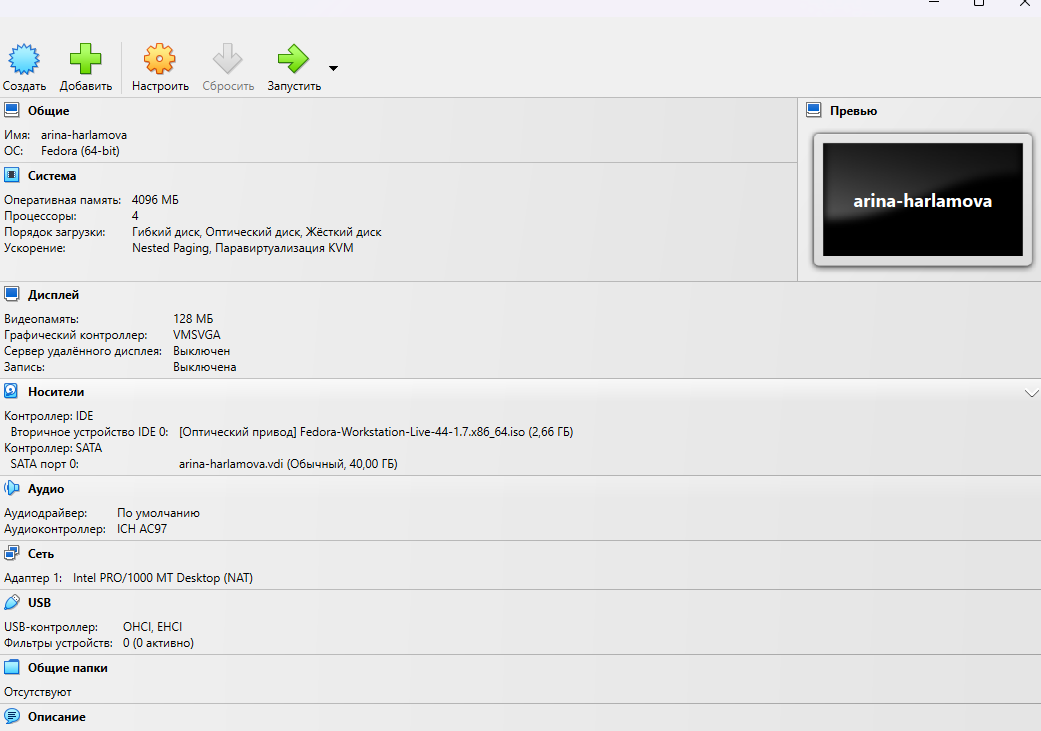 Создать Добавить Настроить Сбросить Запустить
Общие
Имя: arina-harlamova
ОС: Fedora (64-bit)
Превью
arina-harlamova
Система
Оперативная память: 4096 МБ
Процессоры: 4
Порядок загрузки: Гибкий диск, Оптический диск, Жёсткий диск
Ускорение: Nested Paging, Паравиртуализация KVM
Дисплей
Видеопамять: 128 МБ
Графический контроллер: VMSVGA
Сервер удалённого дисплея: Выключен
Запись: Выключена
Носители
Контроллер: IDE
Вторичное устройство IDE 0: [Оптический привод] Fedora-Workstation-Live-44-1.7.x86_64.iso (2,66 ГБ)
Контроллер: SATA
SATA порт 0: arina-harlamova.vdi (Обычный, 40,00 ГБ)
Аудио
Аудиодрайвер: По умолчанию
Аудиоконтроллер: ICH AC97
Сеть
Адаптер 1: Intel PRO/1000 MT Desktop (NAT)
USB
USB-контроллер: OHCI, EHCI
Фильтры устройств: 0 (0 активно)
Общие папки
Отсутствуют
Описание